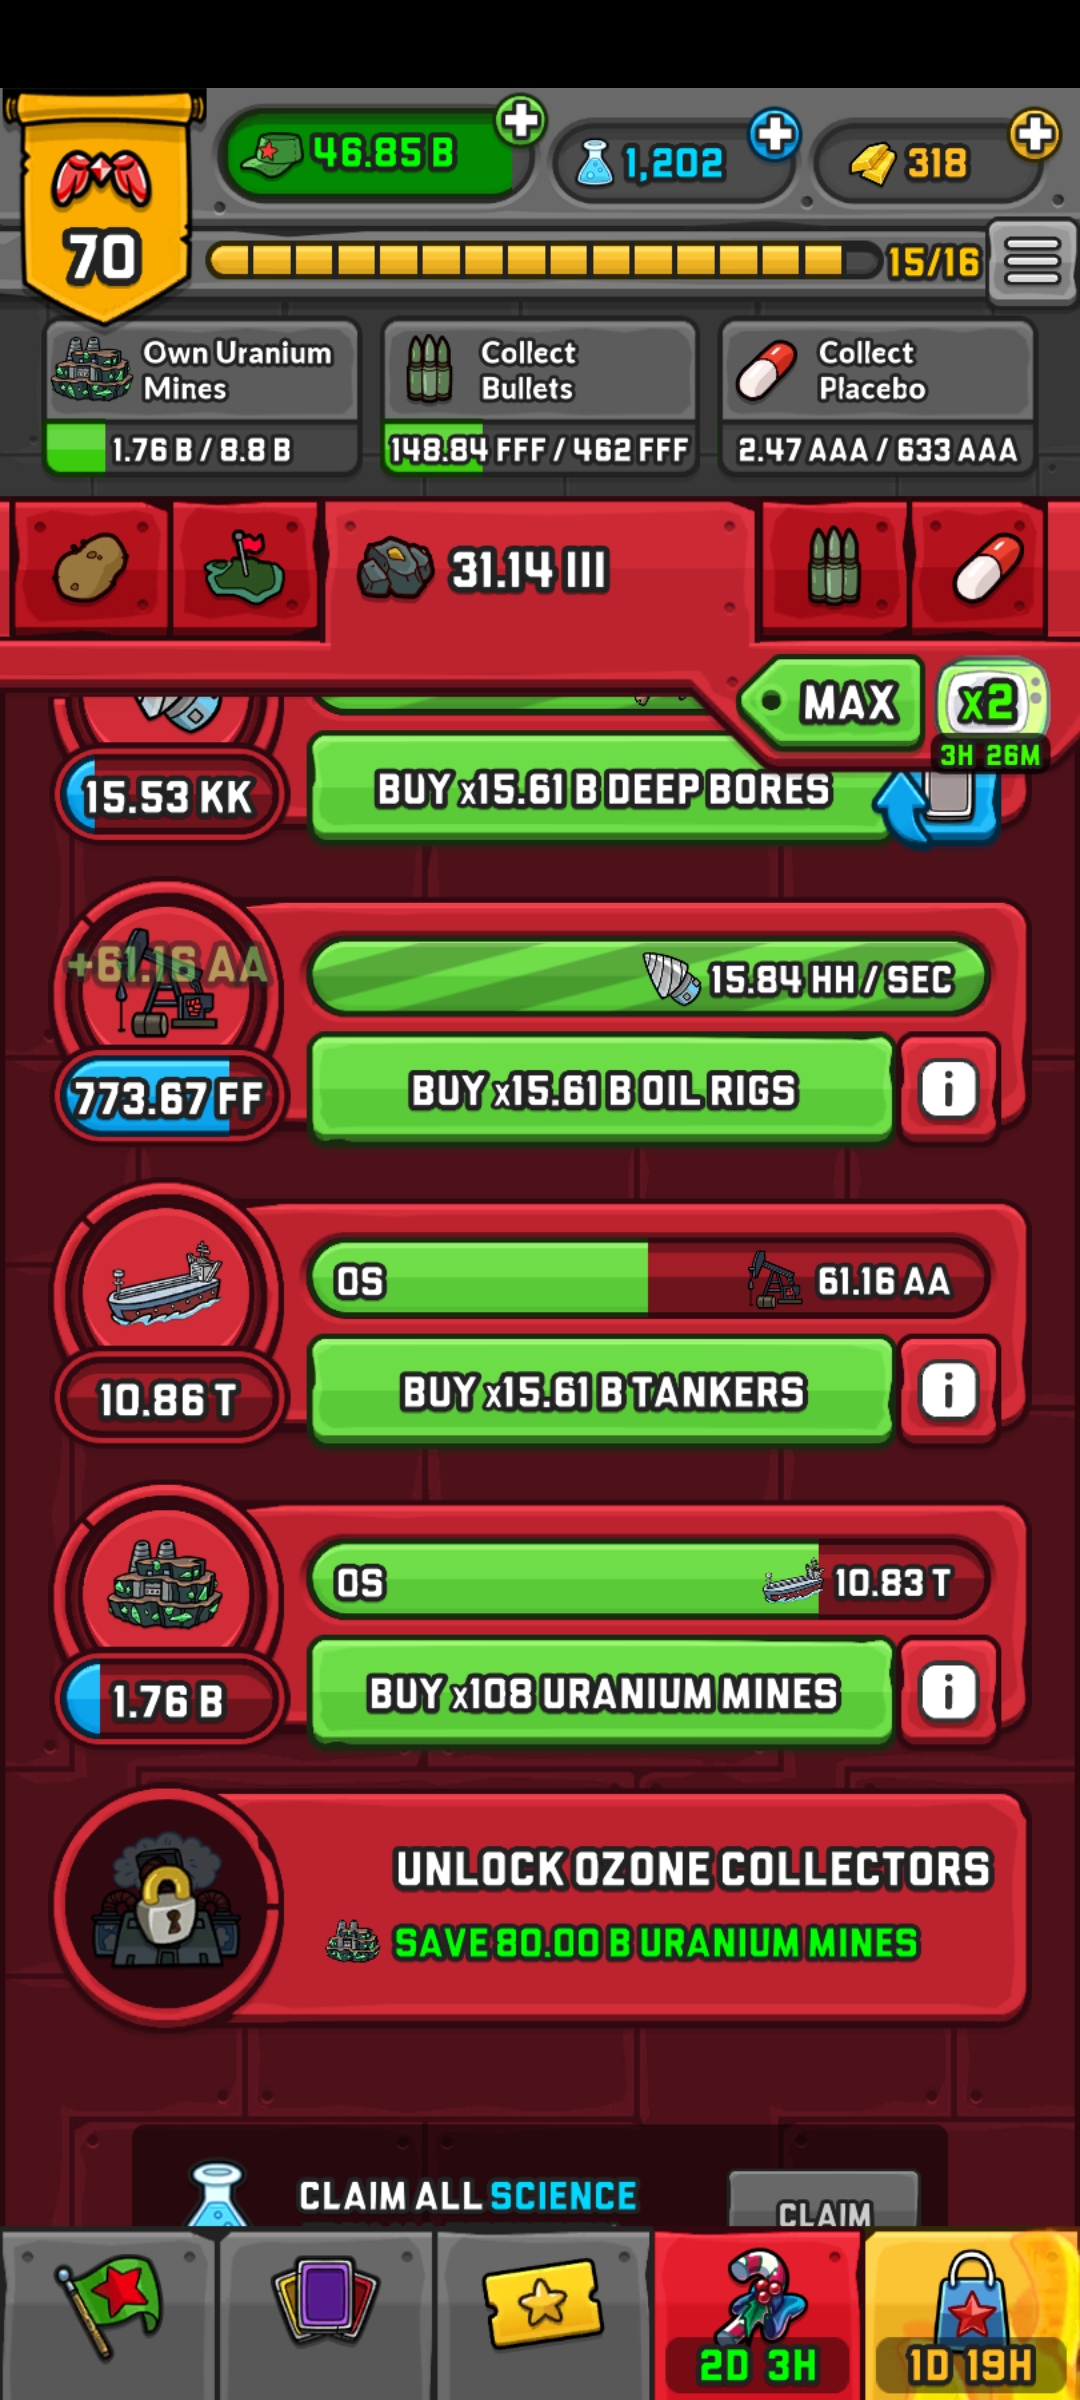 70
46.85 B
1,202
318
15/16
Own Uranium Mines
1.76 B / 8.8 B
Collect Bullets
148.84 FFF / 462 FFF
Collect Placebo
2.47 AAA / 633 AAA
31.14 III
MAX
x2
3H 26M
15.53 KK
BUY x15.61 B DEEP BORES
+61.16 AA
15.84 HH / SEC
773.67 FF
BUY x15.61 B OIL RIGS
i
0S
61.16 AA
10.86 T
BUY x15.61 B TANKERS
i
0S
10.83 T
1.76 B
BUY x108 URANIUM MINES
i
UNLOCK OZONE COLLECTORS
SAVE 80.00 B URANIUM MINES
CLAIM ALL SCIENCE
CLAIM
2D 3H
1D 19H